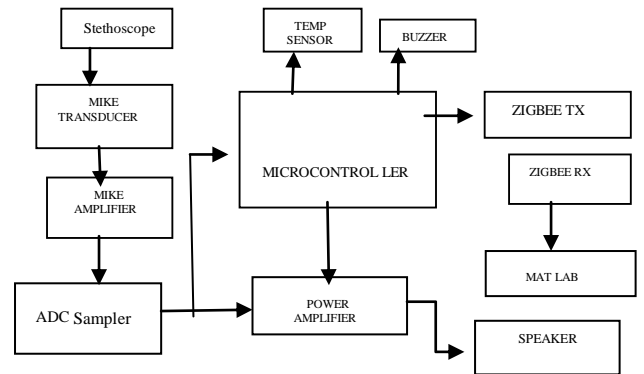 Stethoscope
TEMP
SENSOR
BUZZER
MIKE
TRANSDUCER
ZIGBEE TX
MICROCONTROL LER
ZIGBEE RX
MIKE
AMPLIFIER
MAT LAB
ADC Sampler
POWER
AMPLIFIER
SPEAKER